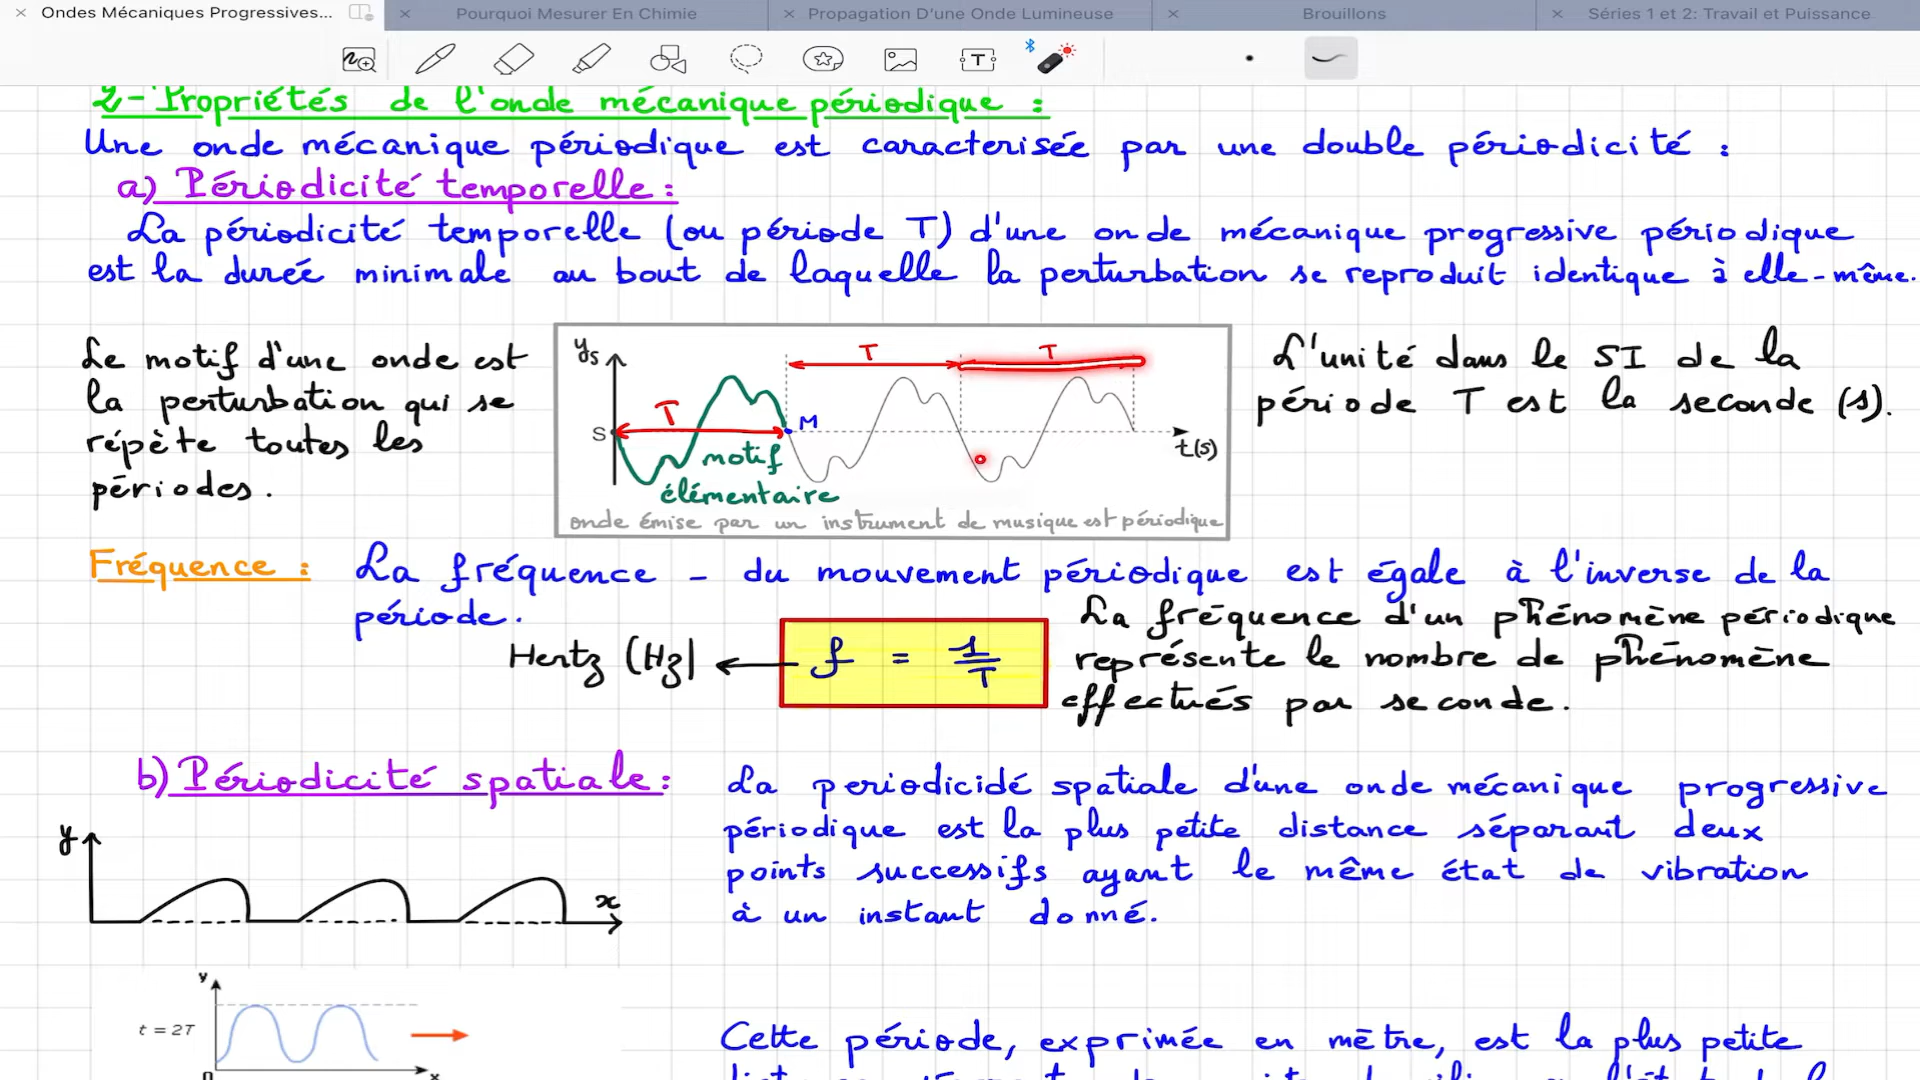 Ondes Mécaniques Progressives...
Pourquoi Mesurer En Chimie
Propagation D'une Onde Lumineuse
Brouillons
Séries 1 et 2: Travail et Puissance
2-Propriétés de l'onde mécanique périodique :
Une onde mécanique périodique est caracterisée par une double périodicité :
a) Périodicité temporelle :
La périodicité temporelle (ou période T) d'une onde mécanique progressive périodique
est la durée minimale au bout de laquelle la perturbation se reproduit identique à elle-même.
Le motif d'une onde est
la perturbation qui se
répète toutes les
périodes.
ys
T
T
T
S
M
t(s)
motif
élémentaire
onde émise par un instrument de musique est périodique
L'unité dans le SI de la
période T est la seconde (s).
Fréquence :
La fréquence - du mouvement périodique est égale à l'inverse de la
période.
Hertz (Hz)
f = 1/T
La fréquence d'un phénomène périodique
représente le nombre de phénomène
effectués par seconde.
b) Périodicité spatiale :
y
x
La periodicidé spatiale d'une onde mécanique progressive
périodique est la plus petite distance séparant deux
points successifs ayant le même état de vibration
à un instant donné.
y
t = 2T
0
x
Cette période, exprimée en mètre, est la plus petite